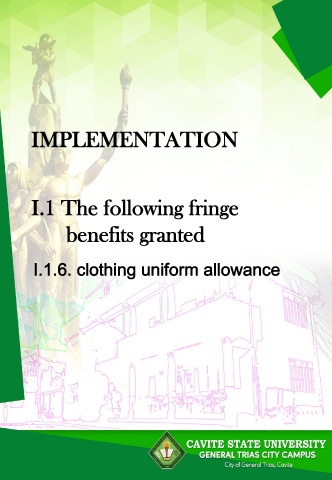 IMPLEMENTATION
I.1 The following fringe
benefits granted
I.1.6. clothing uniform allowance
CAVITE STATE UNIVERSITY
GENERAL TRIAS CITY CAMPUS
City of General Trias, Cavite